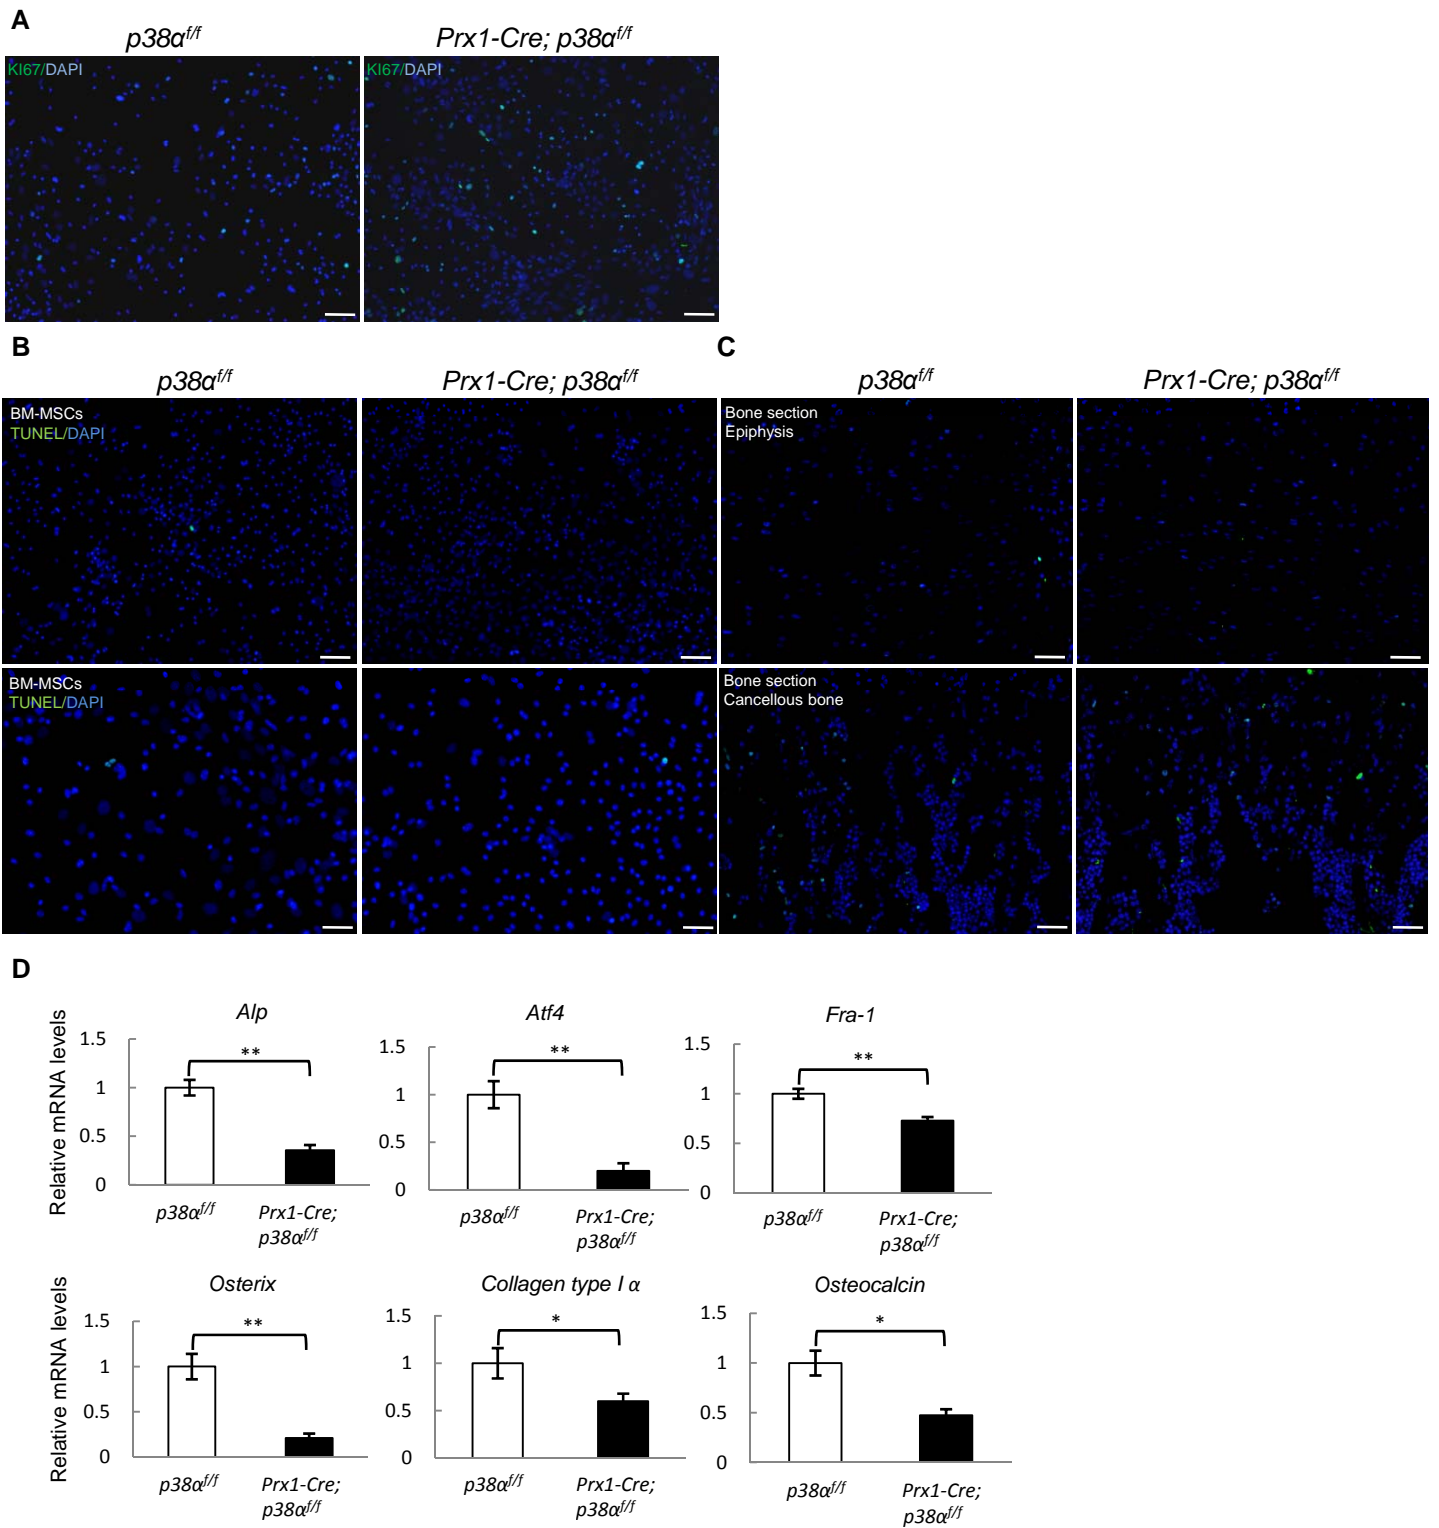 A
p38αf/f
Prx1-Cre; p38αf/f
KI67/DAPI
KI67/DAPI
B
C
p38αf/f
Prx1-Cre; p38αf/f
p38αf/f
Prx1-Cre; p38αf/f
BM-MSCs
TUNEL/DAPI
Bone section
Epiphysis
BM-MSCs
TUNEL/DAPI
Bone section
Cancellous bone
D
Relative mRNA levels
Alp
1.5
1
0.5
0
**
p38αf/f
Prx1-Cre;
p38αf/f
Atf4
1.5
1
0.5
0
**
p38αf/f
Prx1-Cre;
p38αf/f
Fra-1
1.5
1
0.5
0
**
p38αf/f
Prx1-Cre;
p38αf/f
Relative mRNA levels
Osterix
1.5
1
0.5
0
**
p38αf/f
Prx1-Cre;
p38αf/f
Collagen type I α
1.5
1
0.5
0
*
p38αf/f
Prx1-Cre;
p38αf/f
Osteocalcin
1.5
1
0.5
0
*
p38αf/f
Prx1-Cre;
p38αf/f